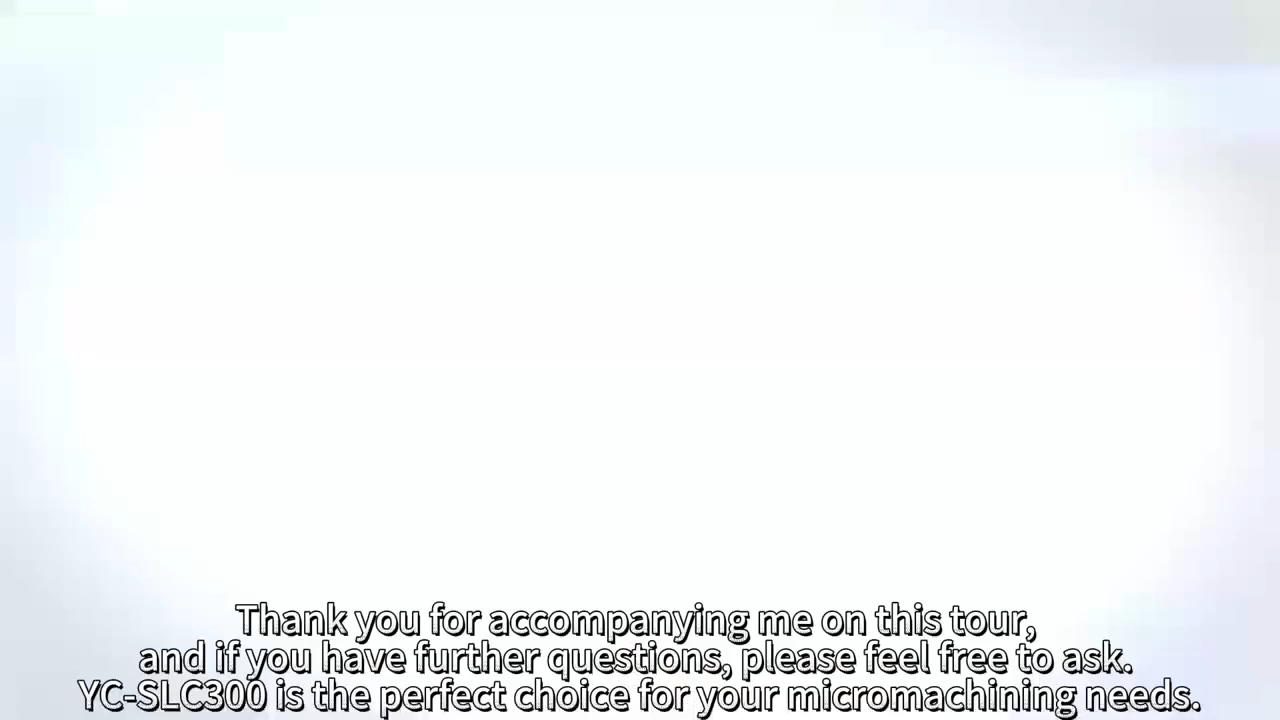 Thank you for accompanying me on this tour,
and if you have further questions, please feel free to ask.
YC-SLC300 is the perfect choice for your micromachining needs.